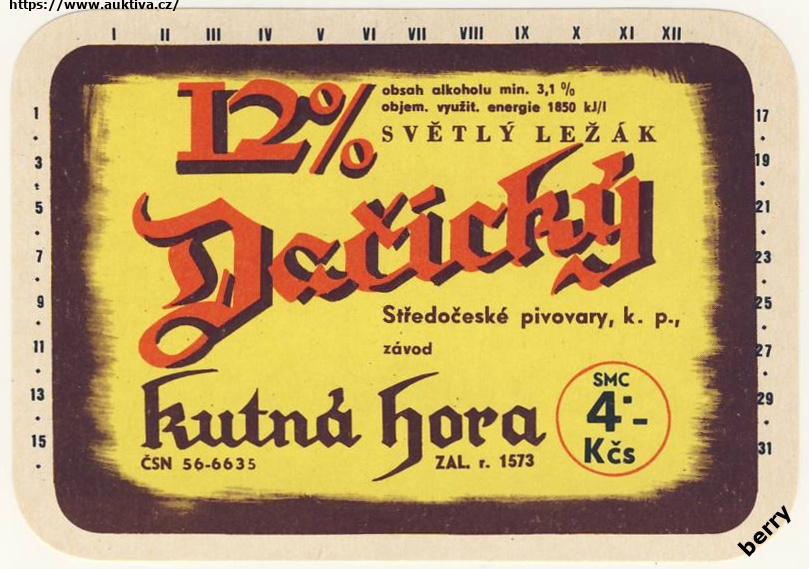 https://www.auktiva.cz/
I II III IV V VI VII VIII IX X XI XII
12%
obsah alkoholu min. 3,1 %
objem. využit. energie 1850 kJ/l
SVĚTLÝ LEŽÁK
Dačický
Středočeské pivovary, k. p.,
závod
kutná hora
ČSN 56-6635
ZAL. r. 1573
SMC
4·-
Kčs
1
3
5
7
9
11
13
15
17
19
21
23
25
27
29
31
berry